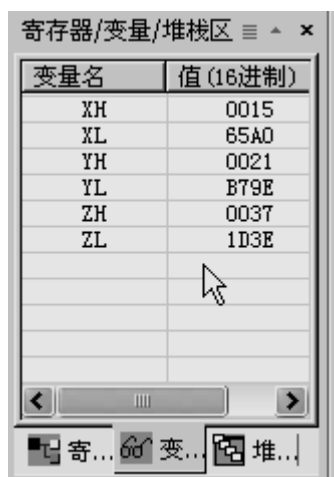 寄存器/变量/堆栈区
变量名 值(16进制)
XH 0015
XL 65A0
YH 0021
YL B79E
ZH 0037
ZL 1D3E
寄... 变... 堆...